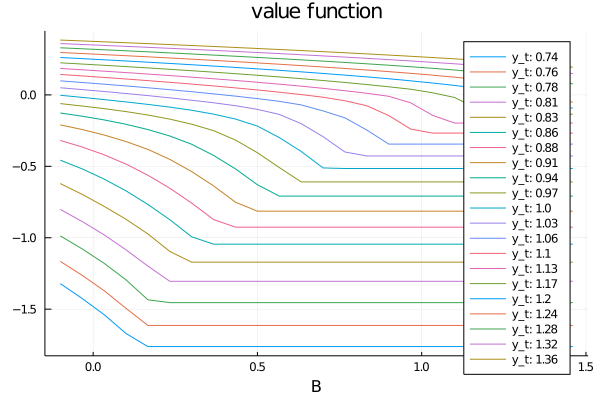 value function
0.0
−0.5
−1.0
−1.5
0.0
0.5
1.0
1.5
B
y_t: 0.74
y_t: 0.76
y_t: 0.78
y_t: 0.81
y_t: 0.83
y_t: 0.86
y_t: 0.88
y_t: 0.91
y_t: 0.94
y_t: 0.97
y_t: 1.0
y_t: 1.03
y_t: 1.06
y_t: 1.1
y_t: 1.13
y_t: 1.17
y_t: 1.2
y_t: 1.24
y_t: 1.28
y_t: 1.32
y_t: 1.36